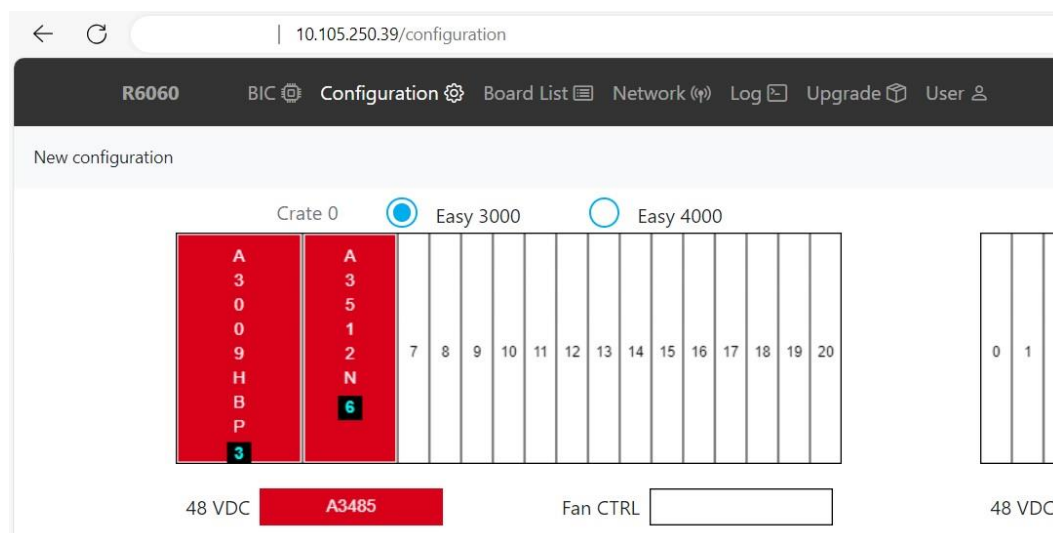 10.105.250.39/configuration
R6060 BIC Configuration Board List Network Log Upgrade User
New configuration
Crate 0 Easy 3000 Easy 4000
A3009HBP
3
A3512N
6
7 8 9 10 11 12 13 14 15 16 17 18 19 20
0 1
48 VDC A3485 Fan CTRL 48 VDC